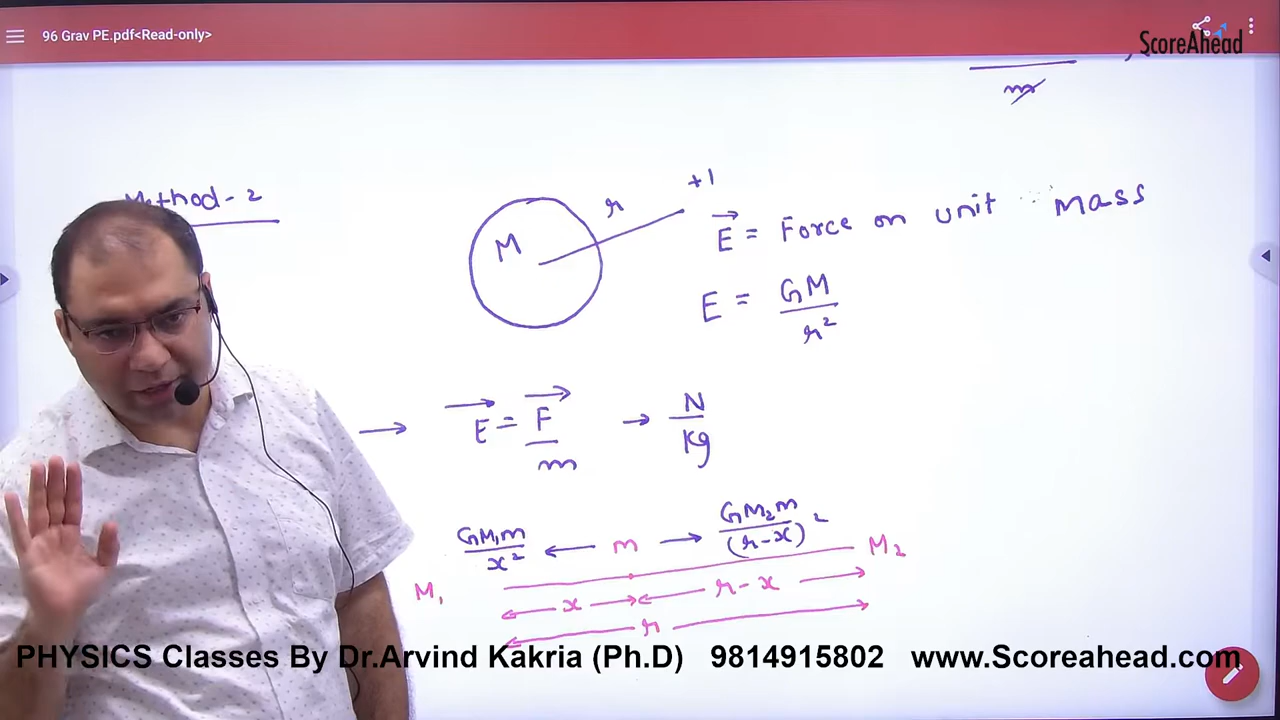 96 Grav PE.pdf<Read-only>
ScoreAhead
m
Method - 2
M
r
+1
E⃗ = Force on unit mass
E = GM / r²
→ E⃗ = F⃗ / m → N / Kg
GM₁m / x² ← m → GM₂m / (r-x)²
M₁
M₂
x
r-x
r
PHYSICS Classes By Dr.Arvind Kakria (Ph.D) 9814915802 www.Scoreahead.com